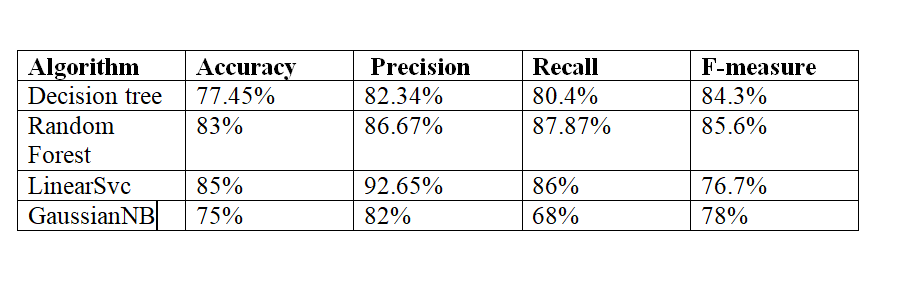 Algorithm Accuracy Precision Recall F-measure
Decision tree 77.45% 82.34% 80.4% 84.3%
Random 83% 86.67% 87.87% 85.6%
Forest
LinearSvc 85% 92.65% 86% 76.7%
GaussianNB 75% 82% 68% 78%